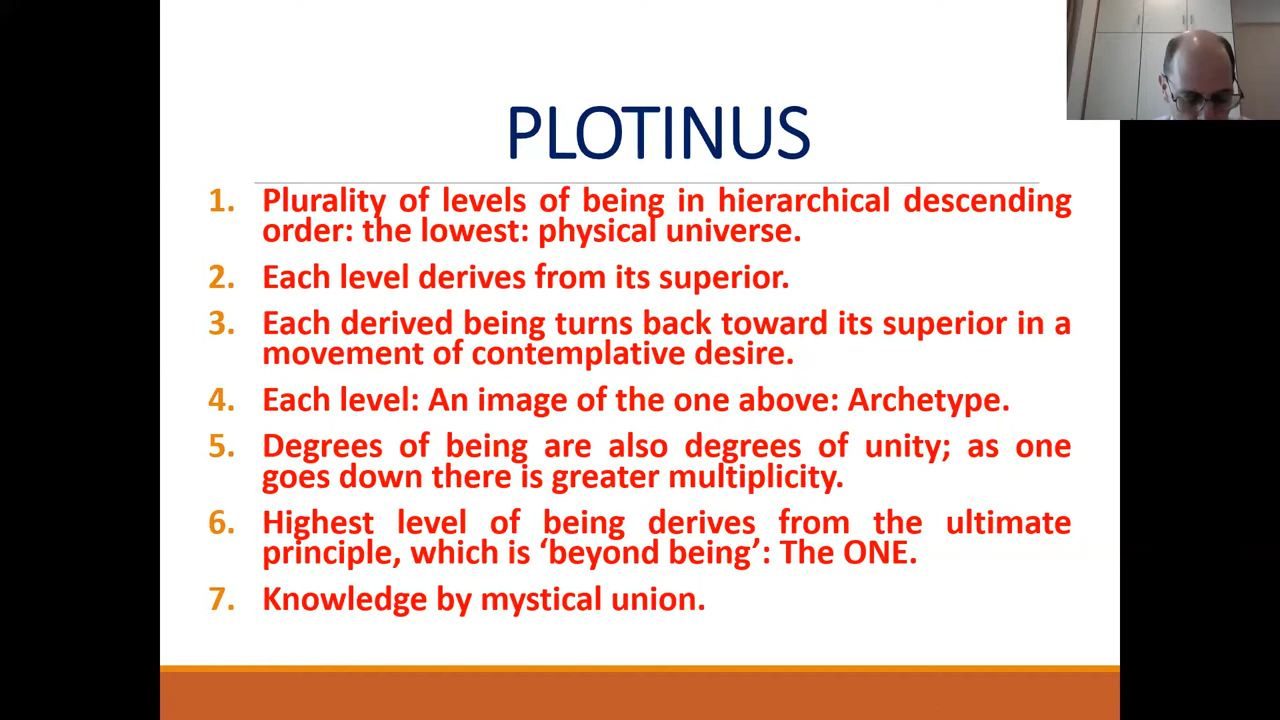 PLOTINUS
1. Plurality of levels of being in hierarchical descending
order: the lowest: physical universe.
2. Each level derives from its superior.
3. Each derived being turns back toward its superior in a
movement of contemplative desire.
4. Each level: An image of the one above: Archetype.
5. Degrees of being are also degrees of unity; as one
goes down there is greater multiplicity.
6. Highest level of being derives from the ultimate
principle, which is ‘beyond being’: The ONE.
7. Knowledge by mystical union.